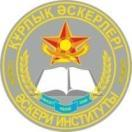 ҚҰРЛЫҚ ӘСКЕРЛЕРІ
ӘСКЕРИ ИНСТИТУТЫ